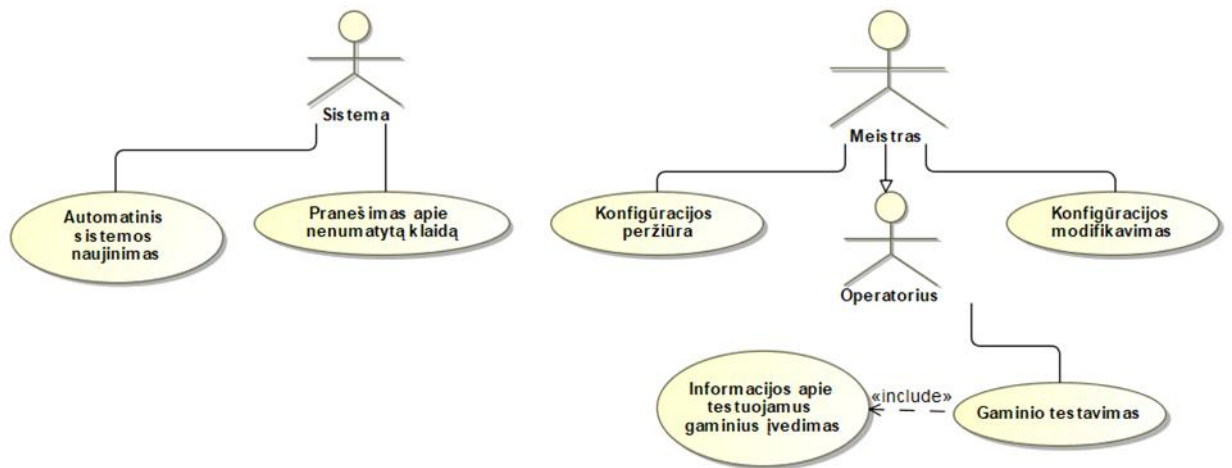 Sistema
Automatinis
sistemos
naujinimas
Pranešimas apie
nenumatytą klaidą
Meistras
Konfigūracijos
peržiūra
Konfigūracijos
modifikavimas
Operatorius
Informacijos apie
testuojamus
gaminius įvedimas
«include»
Gaminio testavimas